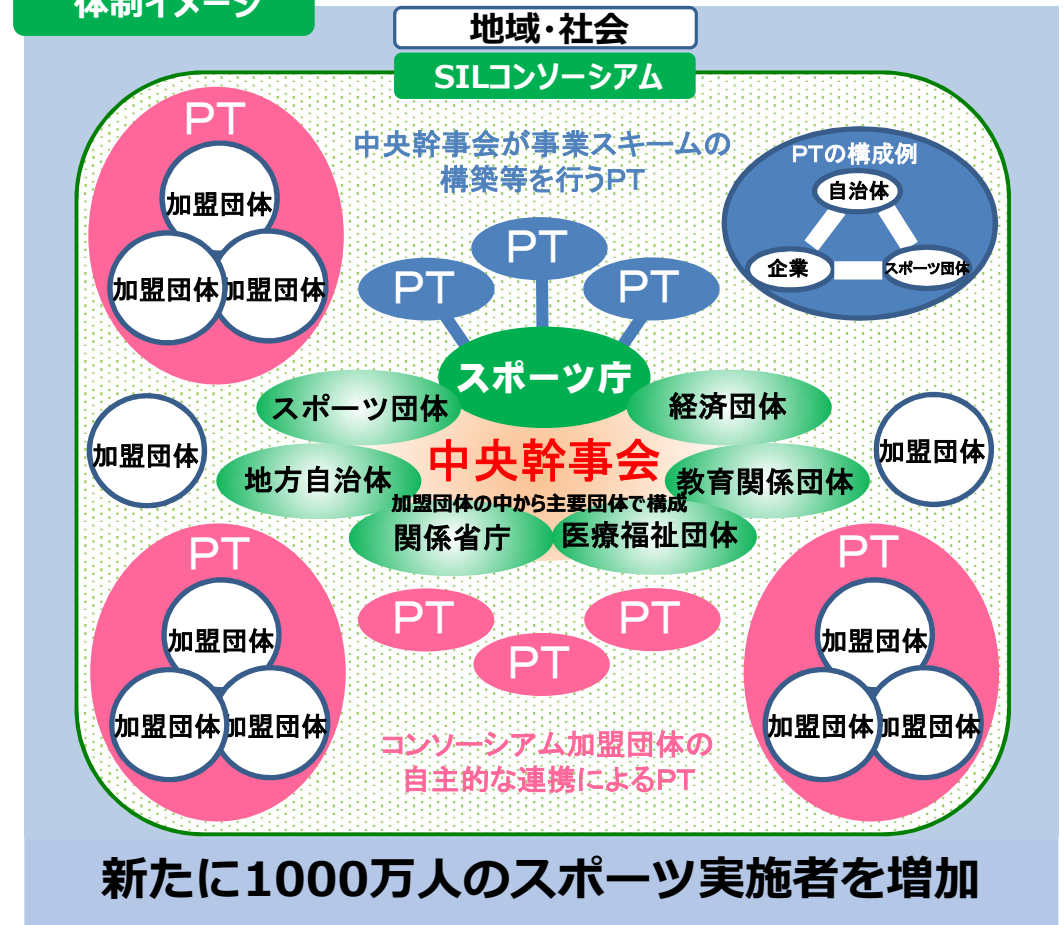 体制イメージ
地域・社会
SILコンソーシアム
PT
加盟団体
加盟団体
加盟団体
中央幹事会が事業スキームの
構築等を行うPT
PTの構成例
自治体
企業
スポーツ団体
PT
PT
PT
スポーツ庁
スポーツ団体
経済団体
中央幹事会
地方自治体
教育関係団体
加盟団体の中から主要団体で構成
関係省庁
医療福祉団体
加盟団体
加盟団体
PT
加盟団体
加盟団体
加盟団体
PT
PT
PT
PT
加盟団体
加盟団体
加盟団体
コンソーシアム加盟団体の
自主的な連携によるPT
新たに1000万人のスポーツ実施者を増加